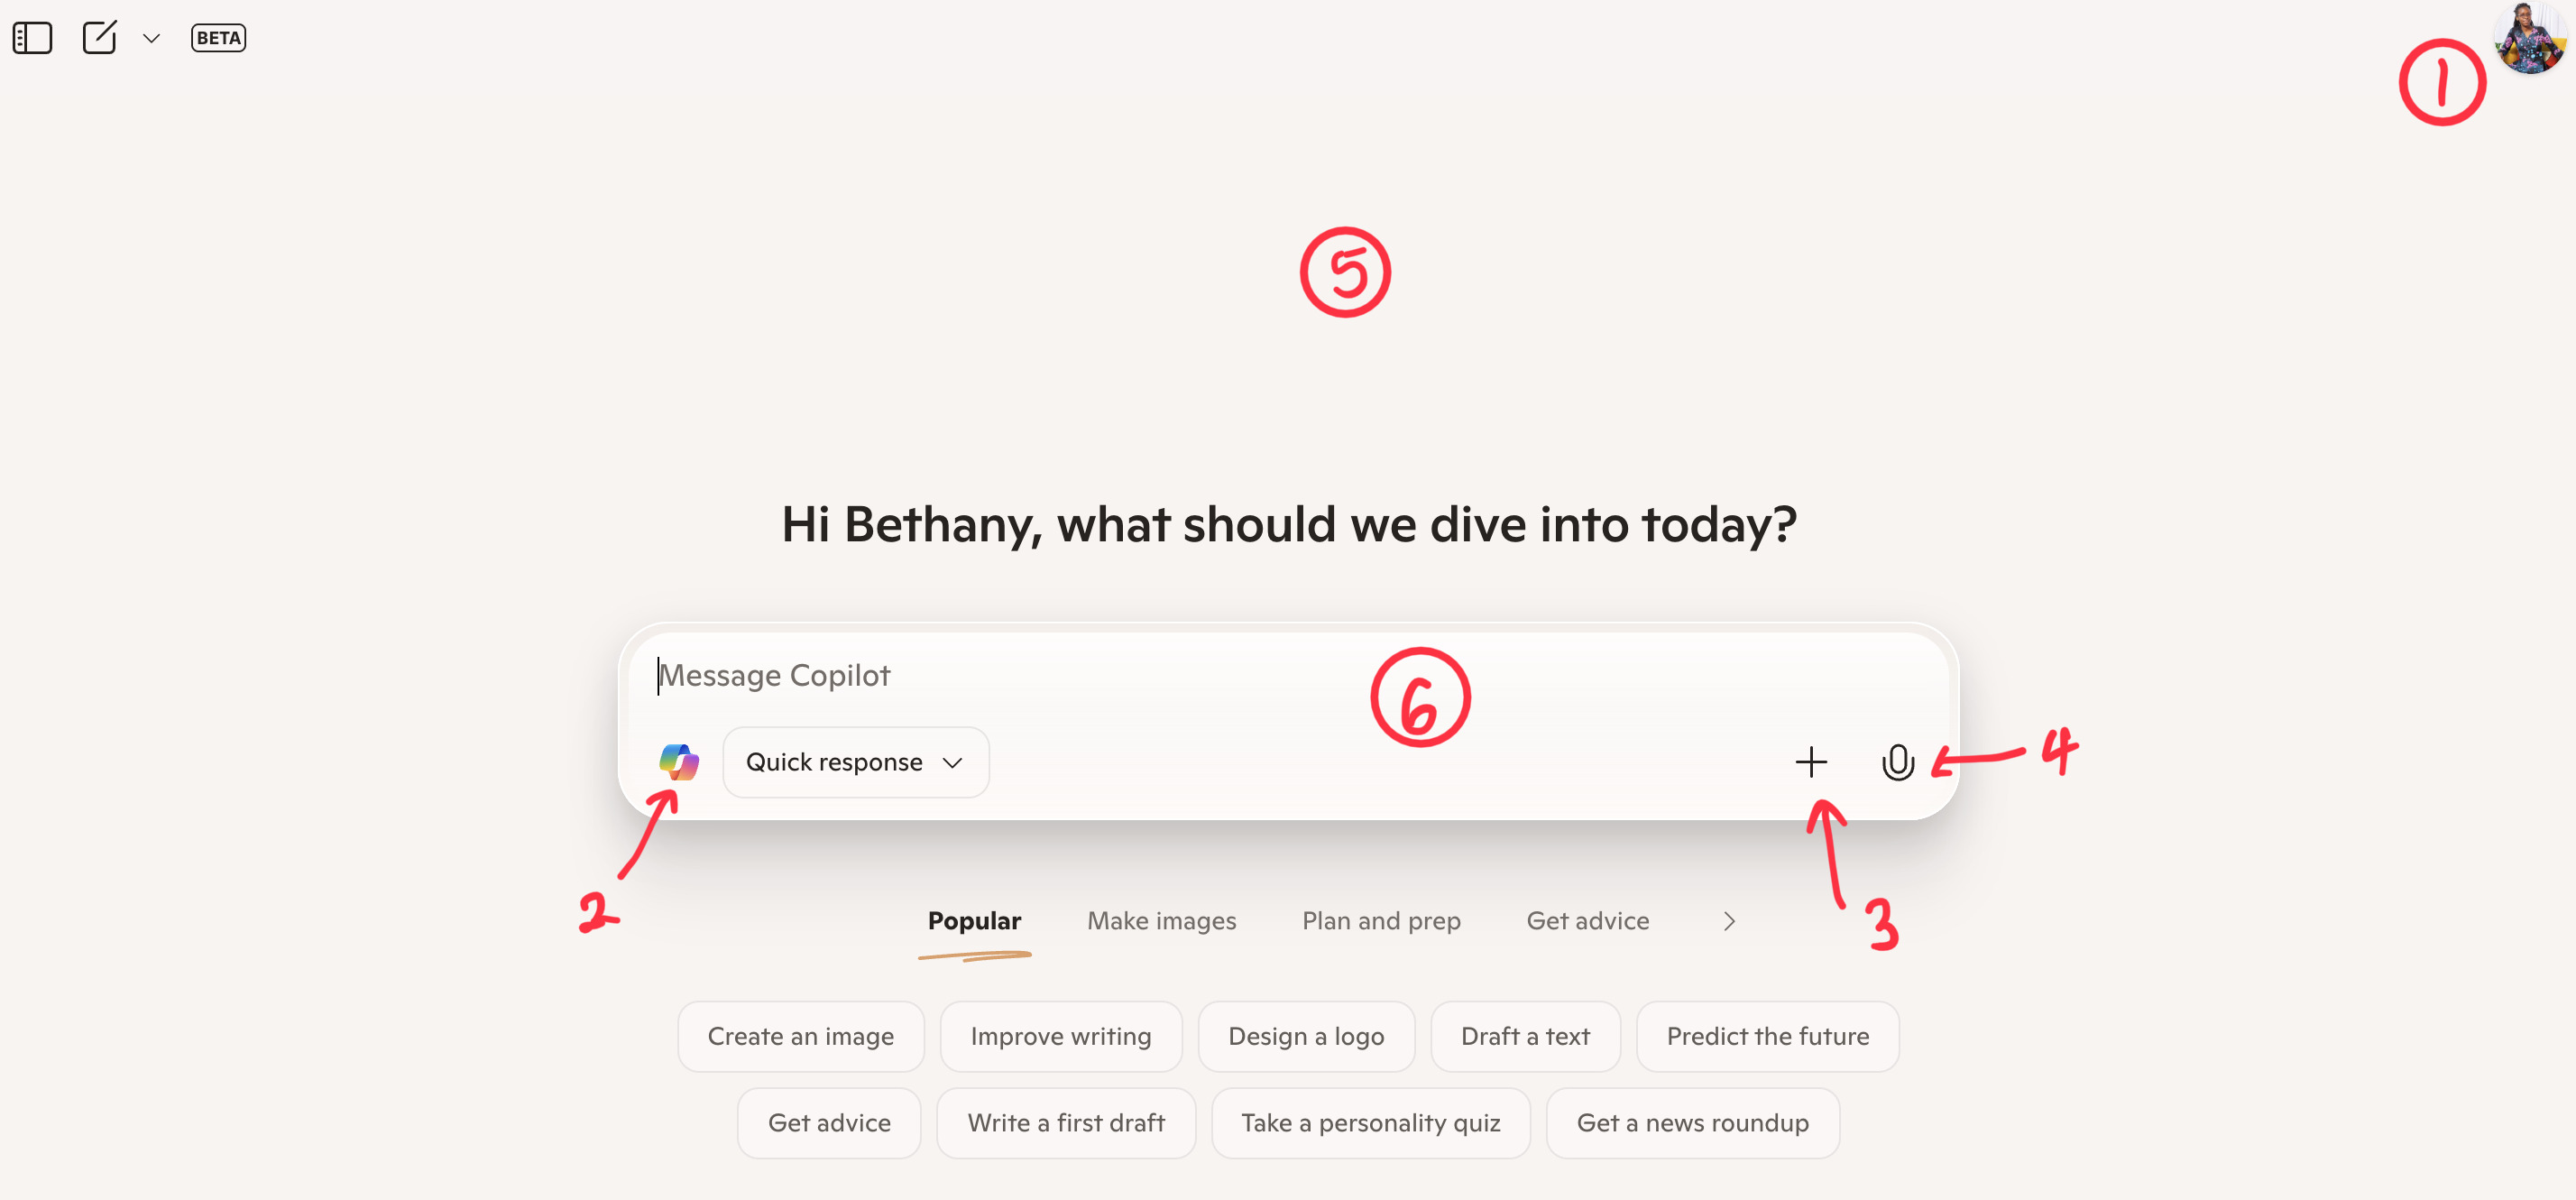 BETA
1
5
Hi Bethany, what should we dive into today?
Message Copilot
6
Quick response
4
2
3
Popular Make images Plan and prep Get advice
Create an image Improve writing Design a logo Draft a text Predict the future
Get advice Write a first draft Take a personality quiz Get a news roundup